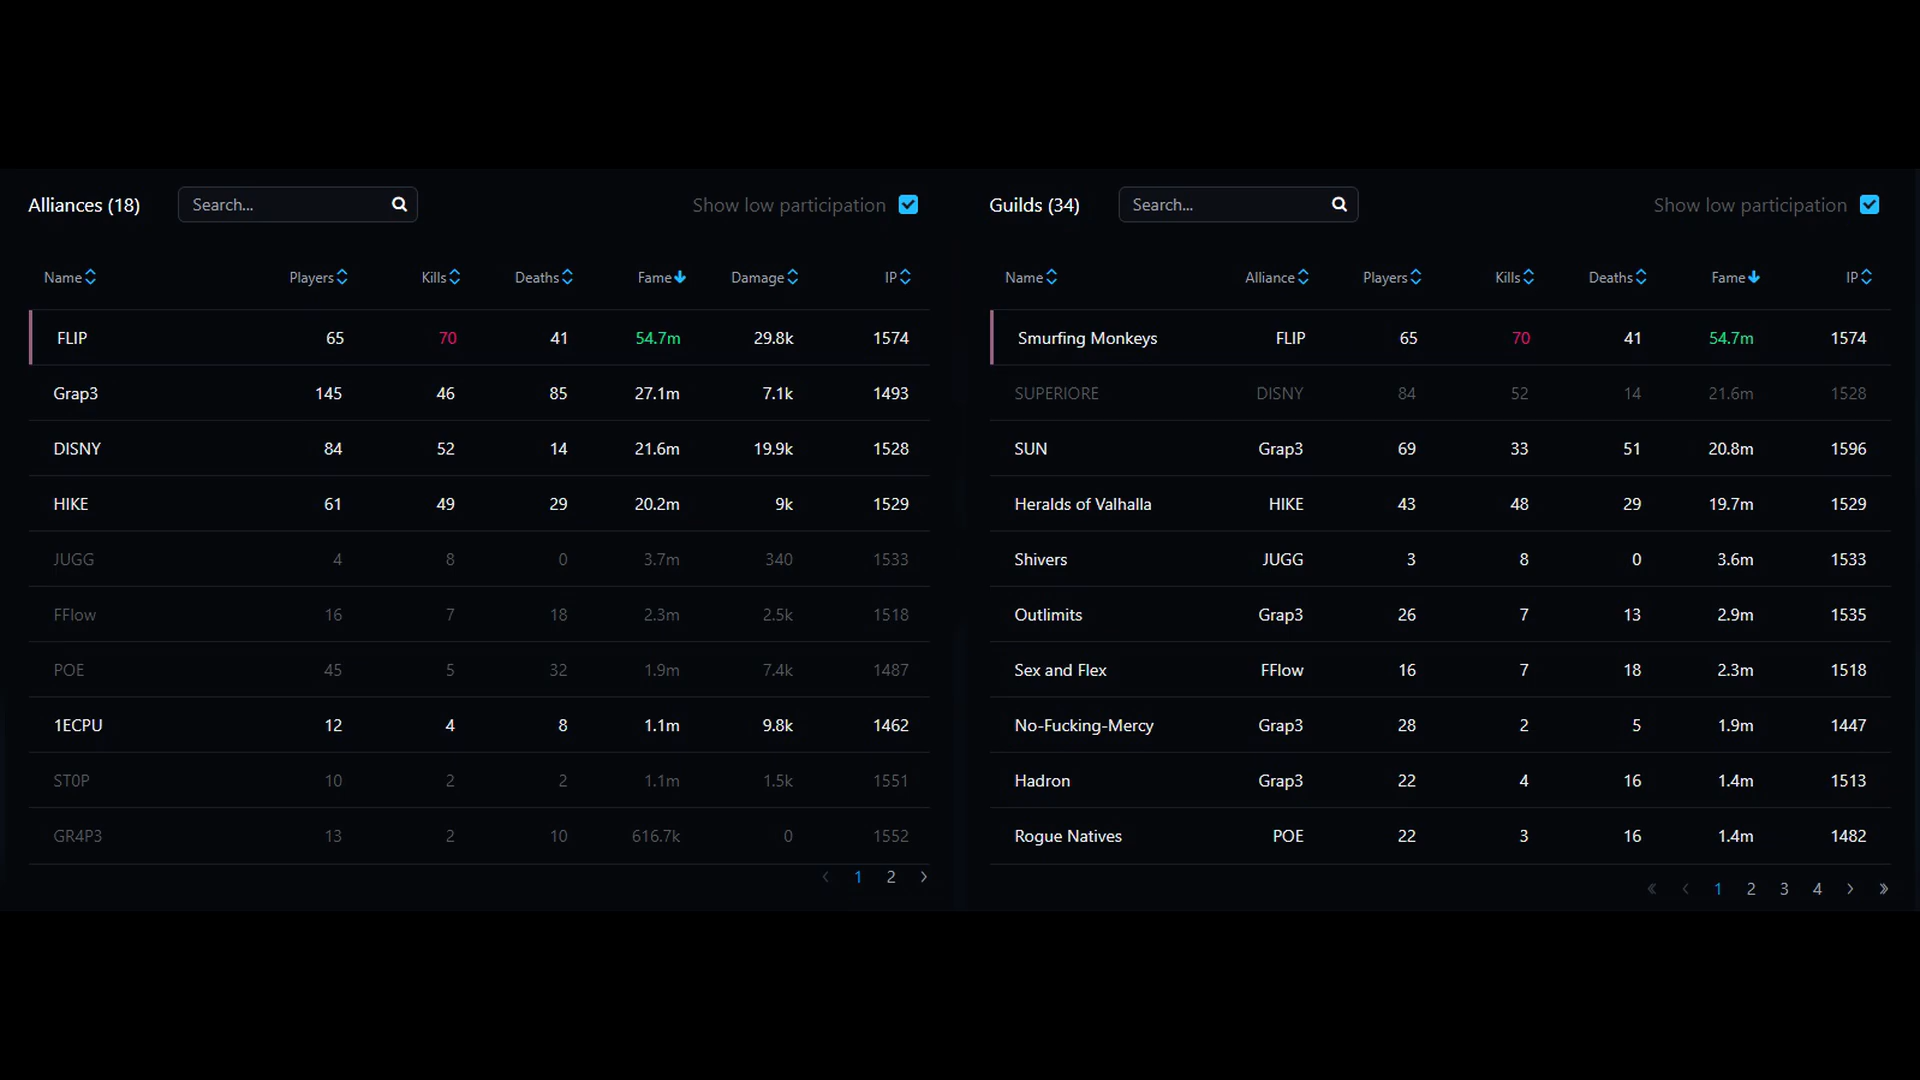 Alliances (18) Search... Show low participation
Name Players Kills Deaths Fame Damage IP
FLIP 65 70 41 54.7m 29.8k 1574
Grap3 145 46 85 27.1m 7.1k 1493
DISNY 84 52 14 21.6m 19.9k 1528
HIKE 61 49 29 20.2m 9k 1529
JUGG 4 8 0 3.7m 340 1533
FFlow 16 7 18 2.3m 2.5k 1518
POE 45 5 32 1.9m 7.4k 1487
1ECPU 12 4 8 1.1m 9.8k 1462
ST0P 10 2 2 1.1m 1.5k 1551
GR4P3 13 2 10 616.7k 0 1552
1 2
Guilds (34) Search... Show low participation
Name Alliance Players Kills Deaths Fame IP
Smurfing Monkeys FLIP 65 70 41 54.7m 1574
SUPERIORE DISNY 84 52 14 21.6m 1528
SUN Grap3 69 33 51 20.8m 1596
Heralds of Valhalla HIKE 43 48 29 19.7m 1529
Shivers JUGG 3 8 0 3.6m 1533
Outlimits Grap3 26 7 13 2.9m 1535
Sex and Flex FFlow 16 7 18 2.3m 1518
No-Fucking-Mercy Grap3 28 2 5 1.9m 1447
Hadron Grap3 22 4 16 1.4m 1513
Rogue Natives POE 22 3 16 1.4m 1482
1 2 3 4